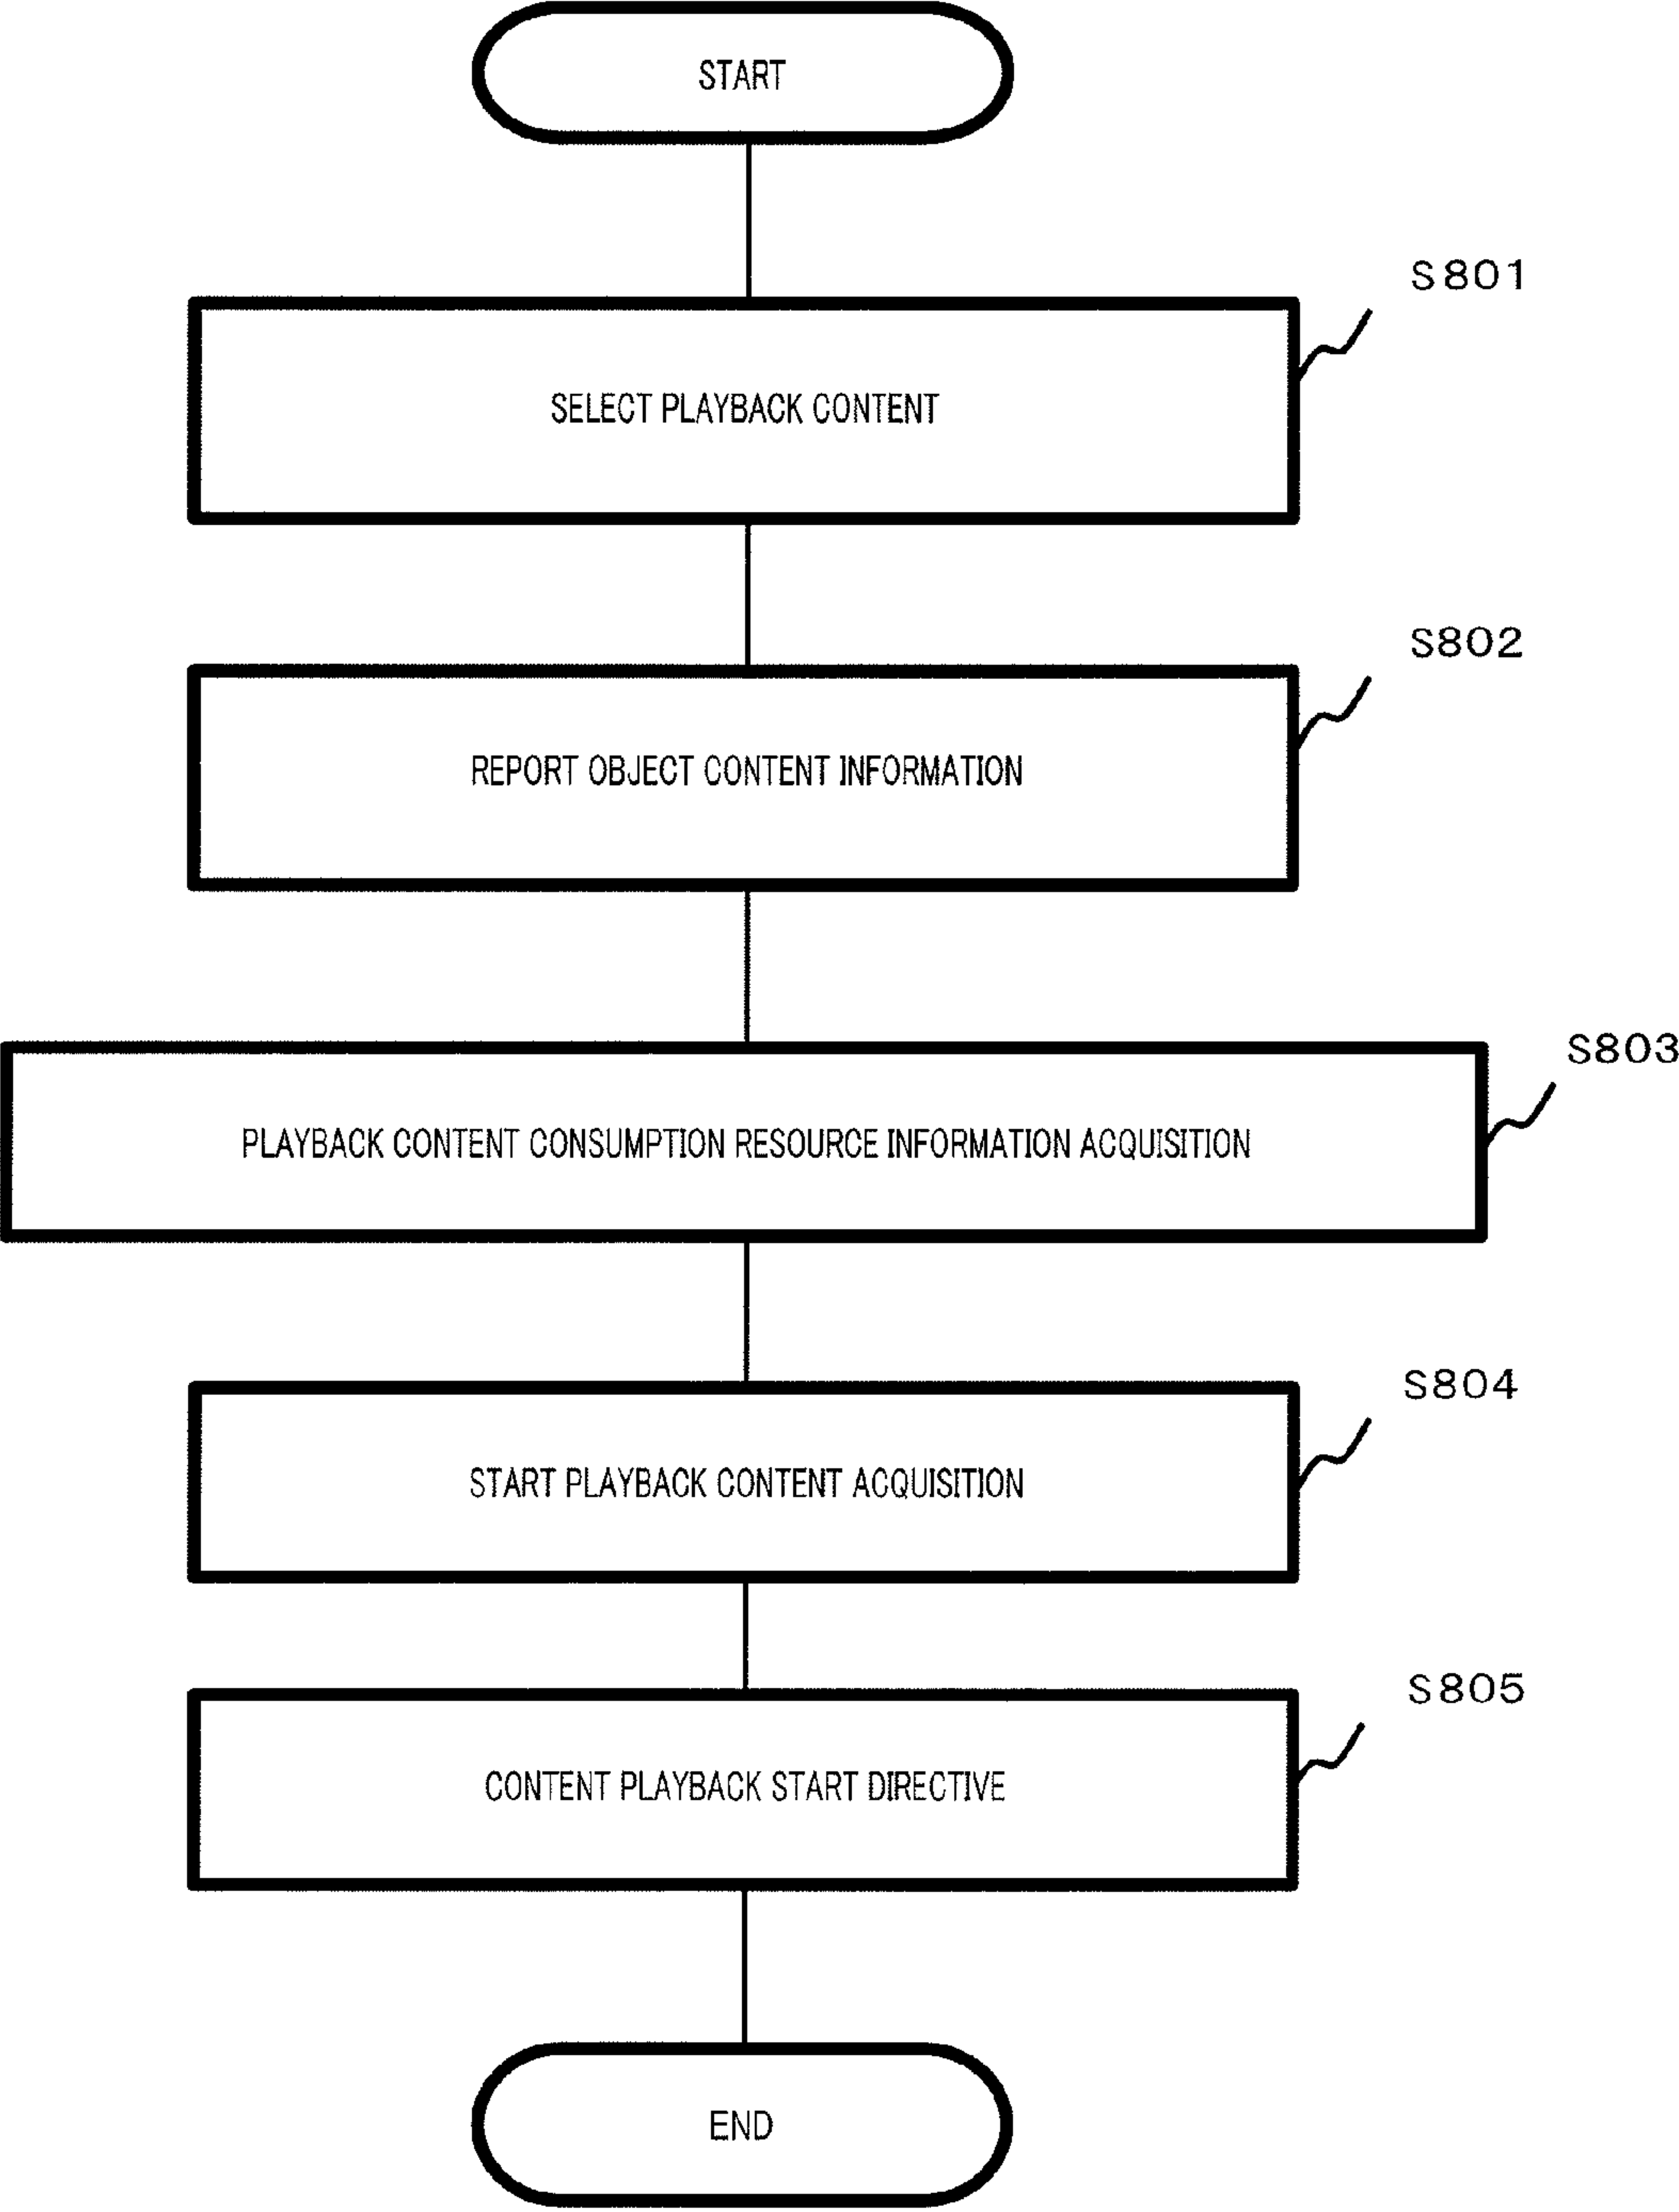 START
S801
SELECT PLAYBACK CONTENT
S802
REPORT OBJECT CONTENT INFORMATION
S803
PLAYBACK CONTENT CONSUMPTION RESOURCE INFORMATION ACQUISITION
S804
START PLAYBACK CONTENT ACQUISITION
S805
CONTENT PLAYBACK START DIRECTIVE
END